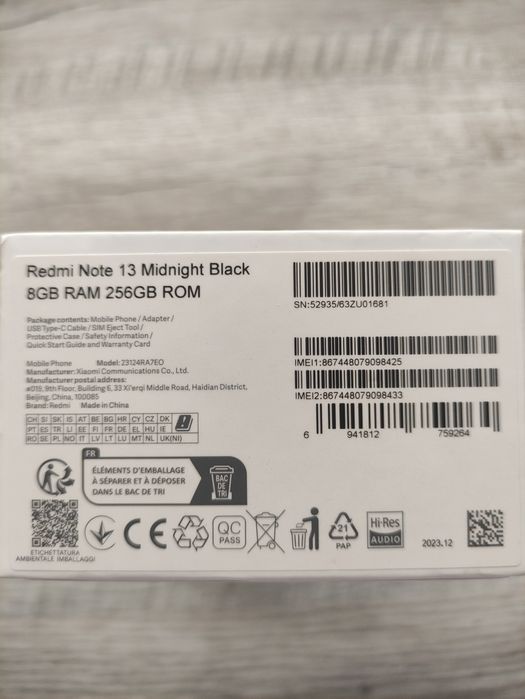 Redmi Note 13 Midnight Black
8GB RAM 256GB ROM
SN:52935/63ZU01681
Package contents: Mobile Phone / Adapter /
USB Type-C Cable / SIM Eject Tool /
Protective Case / Safety Information /
Quick Start Guide and Warranty Card
IMEI1:867448079098425
Mobile Phone Model: 23124RA7EO
Manufacturer: Xiaomi Communications Co., Ltd.
Manufacturer postal address:
#019, 9th Floor, Building 6, 33 Xi'erqi Middle Road, Haidian District,
Beijing, China, 100085
Brand: Redmi Made in China
IMEI2:867448079098433
6 941812 759264
CH SI SK IS AT BE BG HR CY CZ DK
PT ES TR LI EE FI FR DE EL HU IE
RO SE PL NO IT LV LT LU MT NL UK(NI)
FR
ÉLÉMENTS D'EMBALLAGE
À SÉPARER ET À DÉPOSER
DANS LE BAC DE TRI
BAC
DE
TRI
ETICHETTATURA
AMBIENTALE IMBALLAGGI
CE
QC
PASS
21
PAP
Hi-Res
AUDIO
2023.12